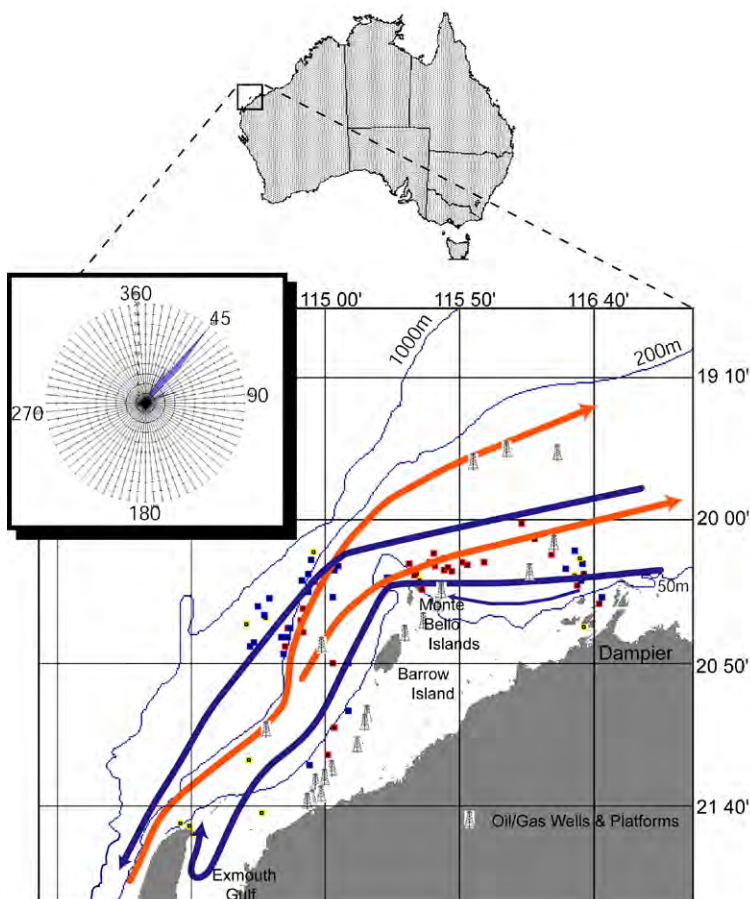 360
45
90
270
180
115 00'
115 50'
116 40'
1000m
200m
19 10'
20 00'
50m
Monte
Bello
Islands
Dampier
20 50'
Barrow
Island
21 40'
Oil/Gas Wells & Platforms
Exmouth
Gulf